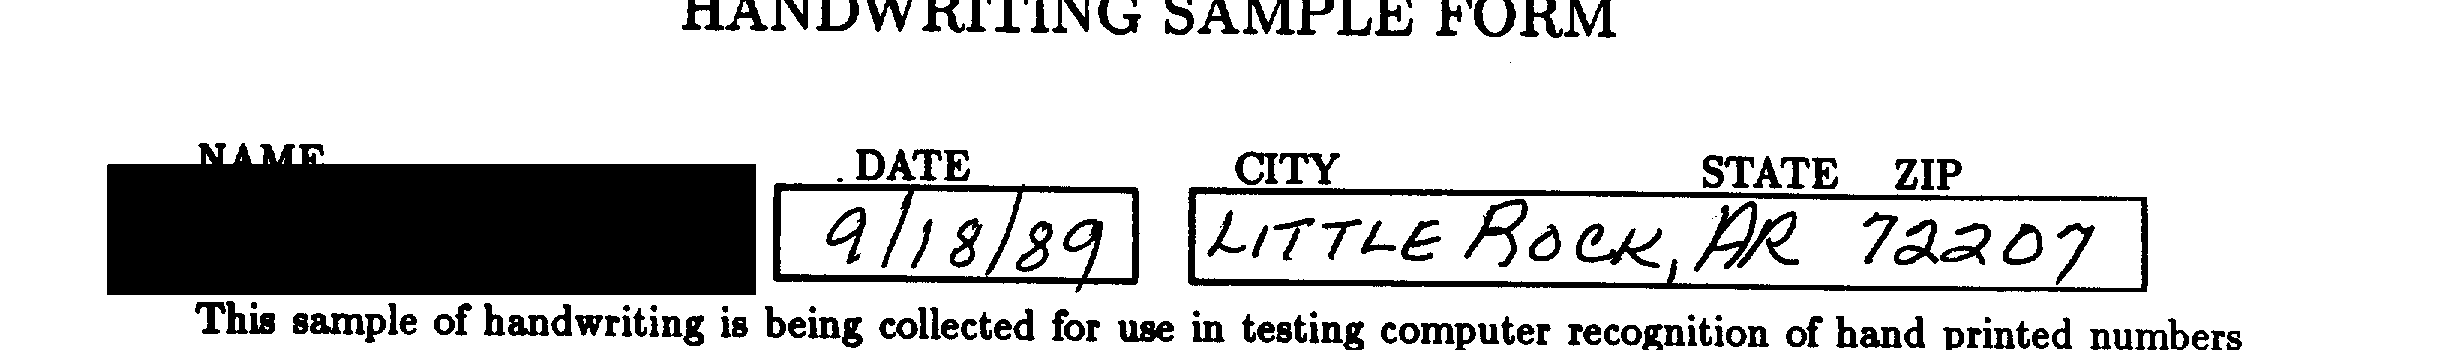 HANDWRITING SAMPLE FORM
NAME DATE CITY STATE ZIP
9/18/89 LITTLE ROCK, AR 72207
This sample of handwriting is being collected for use in testing computer recognition of hand printed numbers